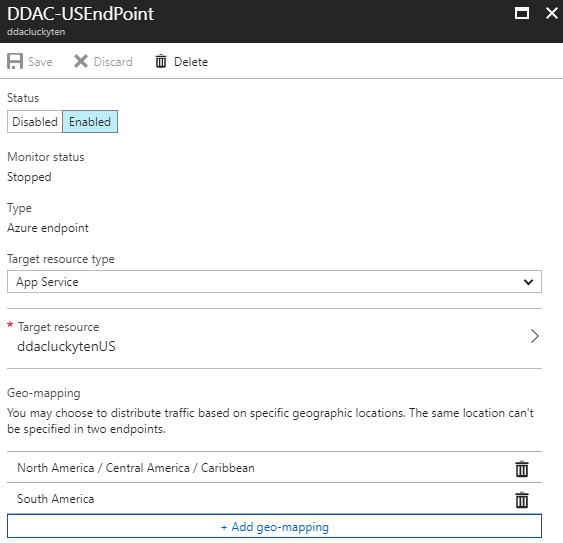 DDAC-USEndPoint
ddacluckyten
Save Discard Delete
Status
Disabled Enabled
Monitor status
Stopped
Type
Azure endpoint
Target resource type
App Service
* Target resource
ddacluckytenUS
Geo-mapping
You may choose to distribute traffic based on specific geographic locations. The same location can't
be specified in two endpoints.
North America / Central America / Caribbean
South America
+ Add geo-mapping